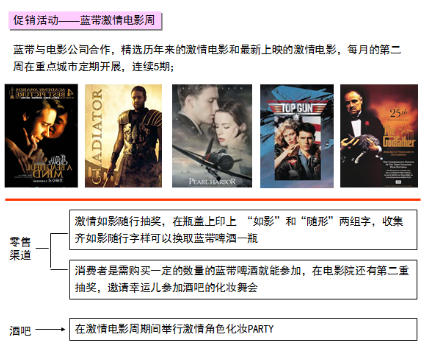 促销活动——蓝带激情电影周
蓝带与电影公司合作，精选历年来的激情电影和最新上映的激情电影，每月的第二
周在重点城市定期开展，连续5期；
A BEAUTIFUL
MIND
GLADIATOR
PEARL HARBOR
TOP GUN
25th
The
Godfather
激情如影随行抽奖，在瓶盖上印上 “如影”和“随形”两组字，收集
齐如影随行字样可以换取蓝带啤酒一瓶
零售
渠道
消费者是需购买一定的数量的蓝带啤酒就能参加，在电影院还有第二重
抽奖，邀请幸运儿参加酒吧的化妆舞会
酒吧
在激情电影周期间举行激情角色化妆PARTY